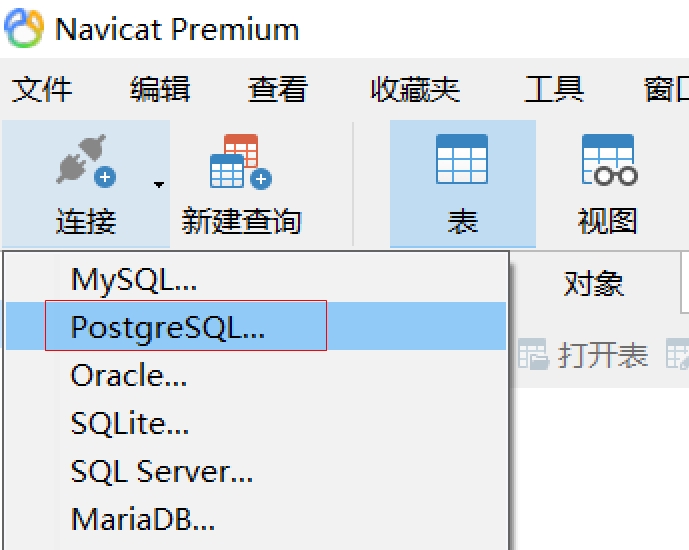 Navicat Premium
文件 编辑 查看 收藏夹 工具 窗口
连接 新建查询 表 视图
MySQL...
对象
PostgreSQL...
打开表
Oracle...
SQLite...
SQL Server...
MariaDB...